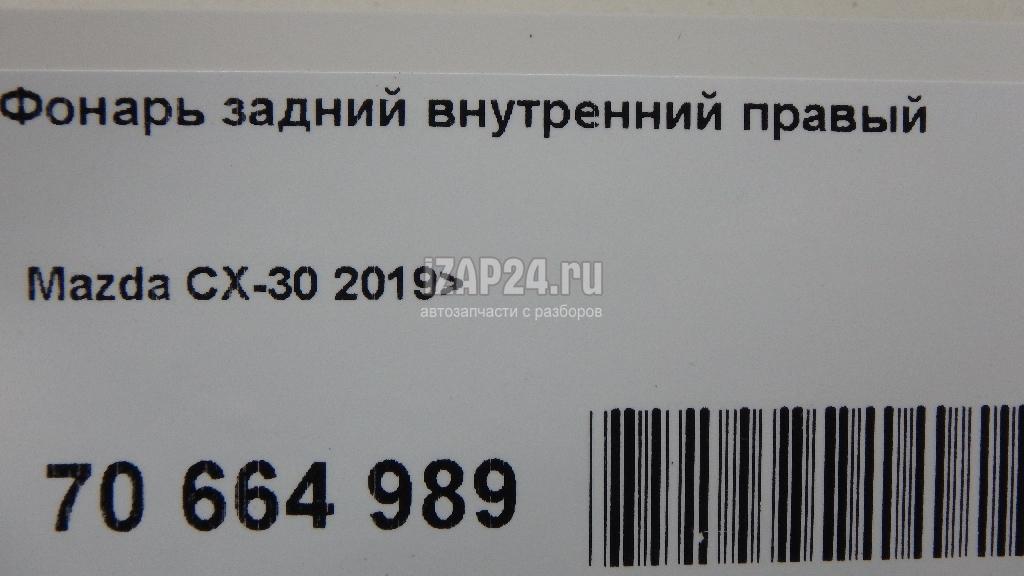 Фонарь задний внутренний правый
Mazda CX-30 2019>
iZAP24.ru
автозапчасти с разборов
70 664 989